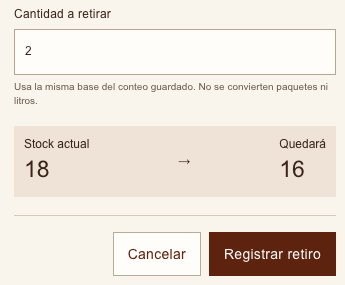 Cantidad a retirar
2
Usa la misma base del conteo guardado. No se convierten paquetes ni
litros.
Stock actual
Quedará
18
→
16
Cancelar
Registrar retiro